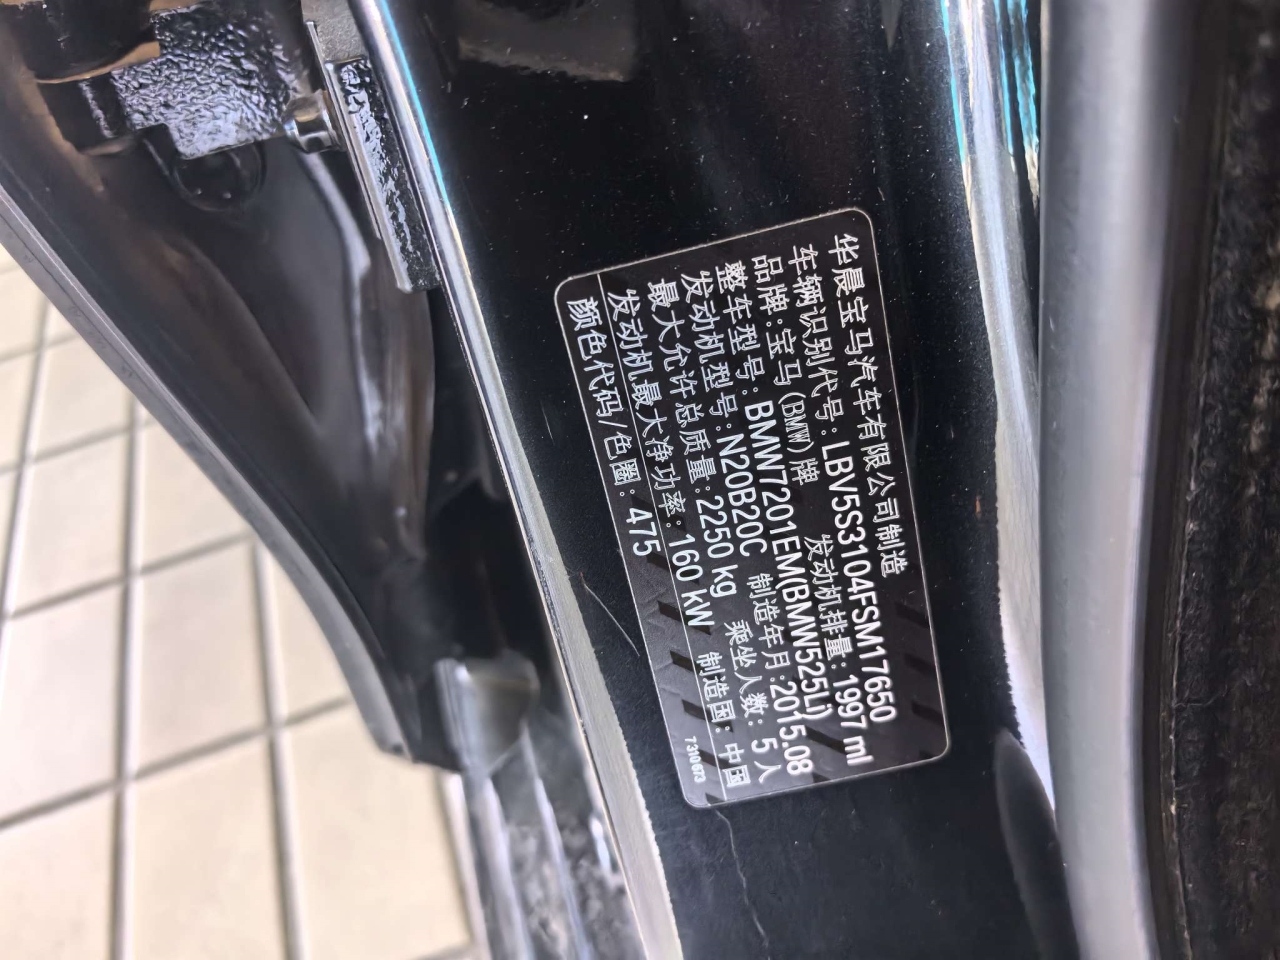 华晨宝马汽车有限公司制造
车辆识别代号: LBV5S3104FSM17650
品牌: 宝马(BMW)牌 发动机排量: 1997 ml
整车型号: BMW7201EM(BMW525Li)
发动机型号: N20B20C 制造年月: 2015.08
最大允许总质量: 2250 kg 乘坐人数: 5人
发动机最大净功率: 160 kW 制造国: 中国
颜色代码/色圈: 475
7 310 673